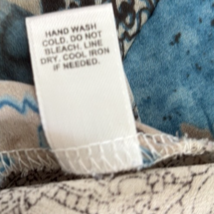 HAND WASH
COLD. DO NOT
BLEACH. LINE
DRY, COOL IRON
IF NEEDED.